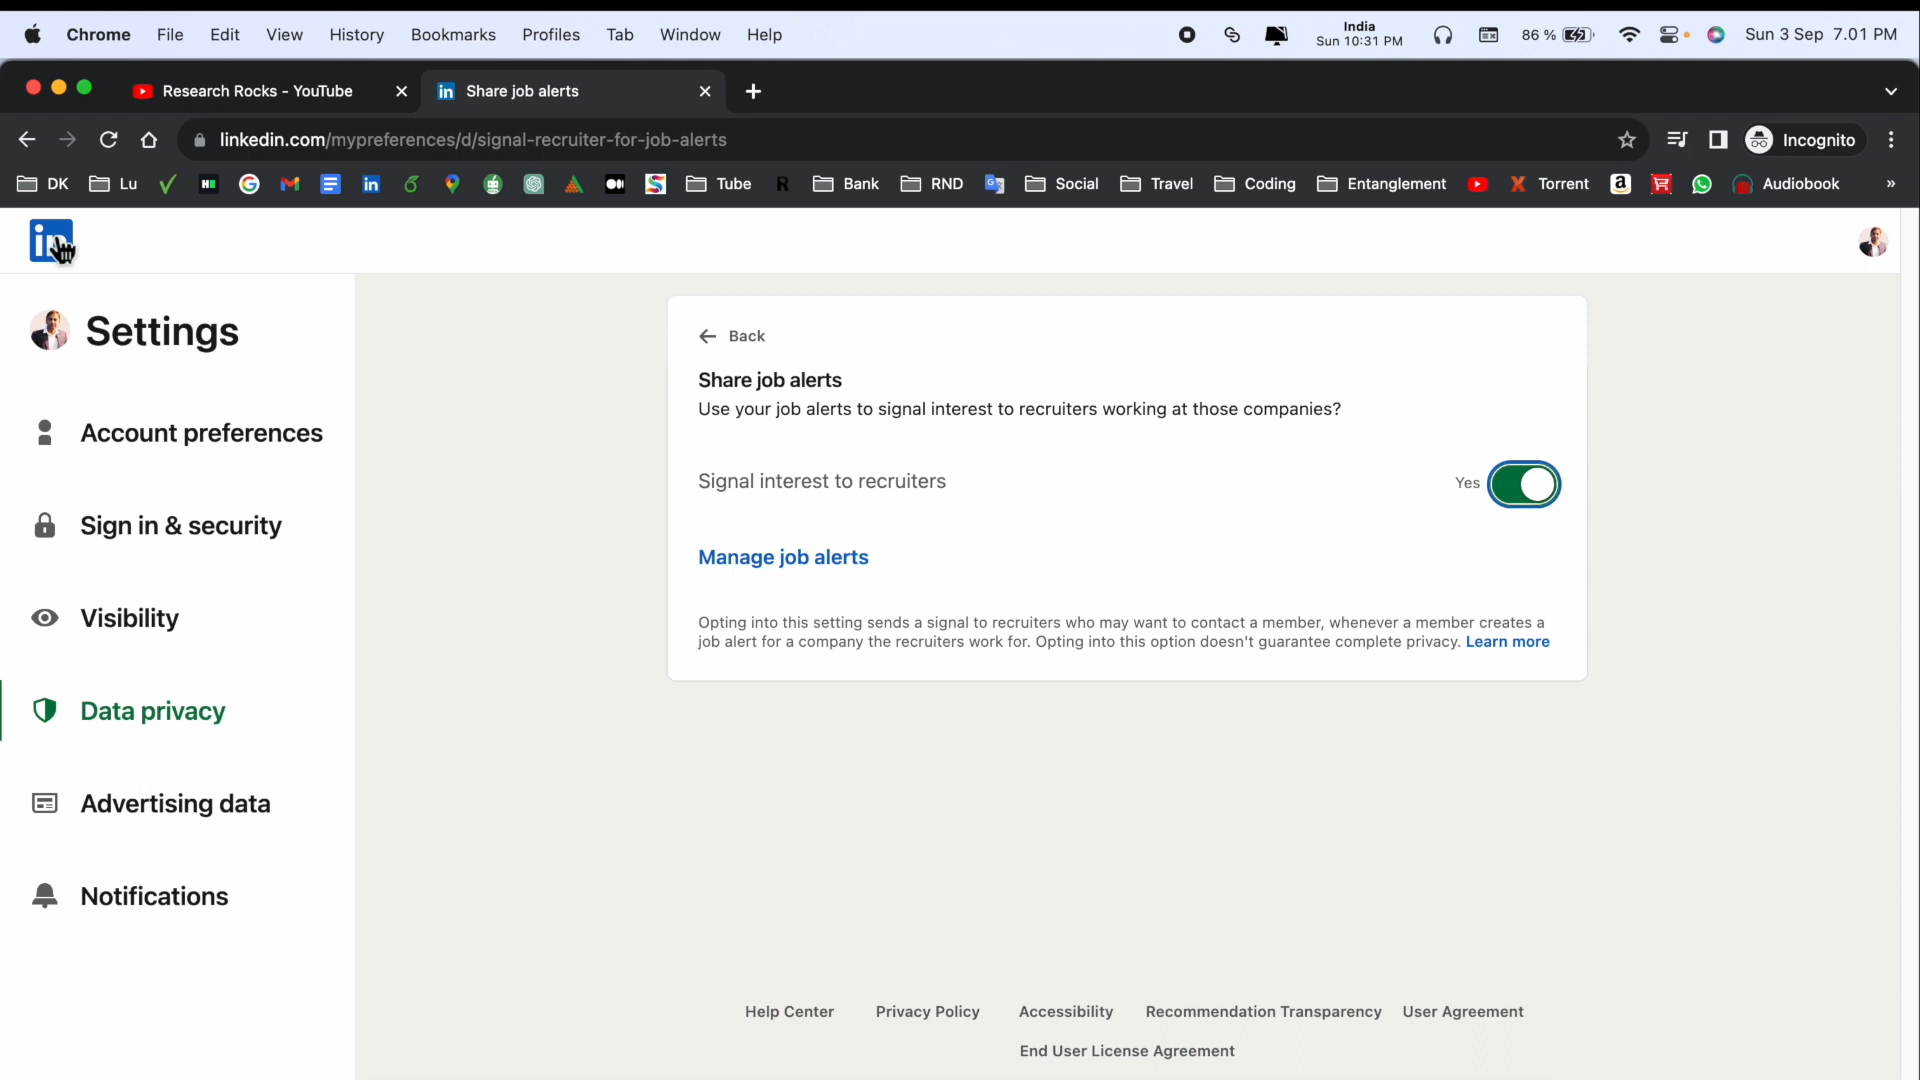 Chrome File Edit View History Bookmarks Profiles Tab Window Help India Sun 10:31 PM 86 % Sun 3 Sep 7.01 PM
Research Rocks - YouTube in Share job alerts
linkedin.com/mypreferences/d/signal-recruiter-for-job-alerts Incognito
DK Lu in Tube R Bank RND Social Travel Coding Entanglement Torrent a Audiobook »
in
Settings
Account preferences
Sign in & security
Visibility
Data privacy
Advertising data
Notifications
Back
Share job alerts
Use your job alerts to signal interest to recruiters working at those companies?
Signal interest to recruiters Yes
Manage job alerts
Opting into this setting sends a signal to recruiters who may want to contact a member, whenever a member creates a
job alert for a company the recruiters work for. Opting into this option doesn't guarantee complete privacy. Learn more
Help Center Privacy Policy Accessibility Recommendation Transparency User Agreement
End User License Agreement